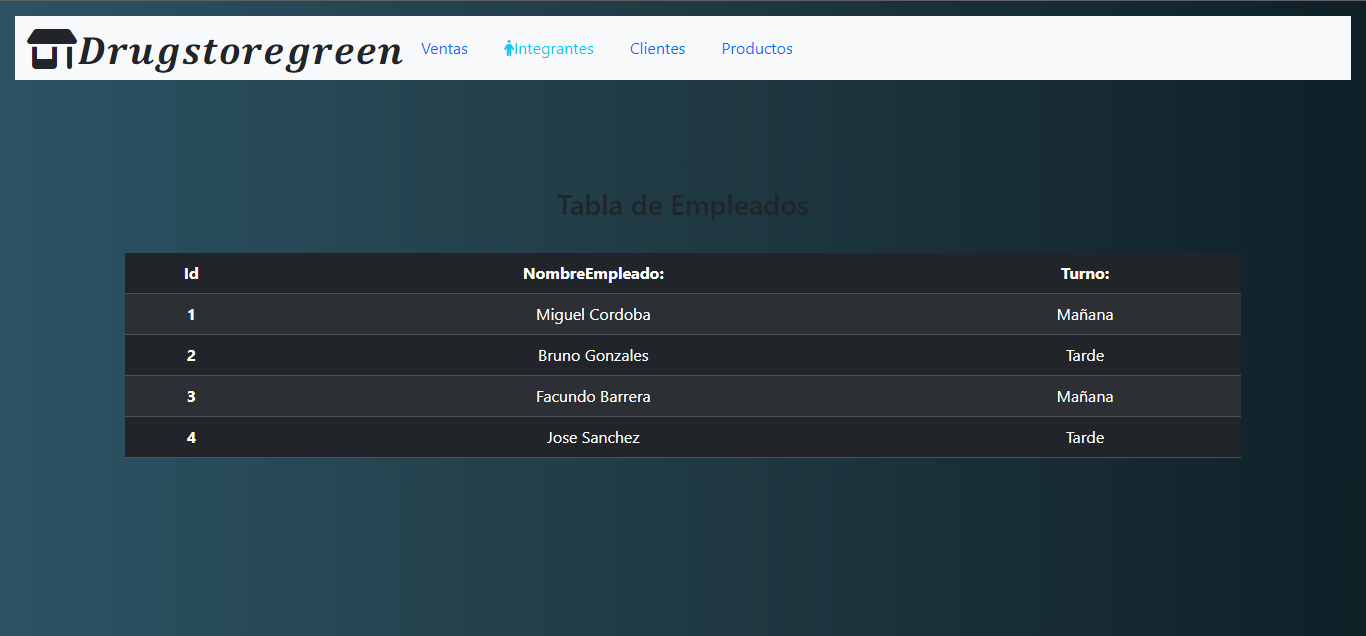 Drugstoregreen Ventas Integrantes Clientes Productos
Tabla de Empleados
Id NombreEmpleado: Turno:
1 Miguel Cordoba Mañana
2 Bruno Gonzales Tarde
3 Facundo Barrera Mañana
4 Jose Sanchez Tarde